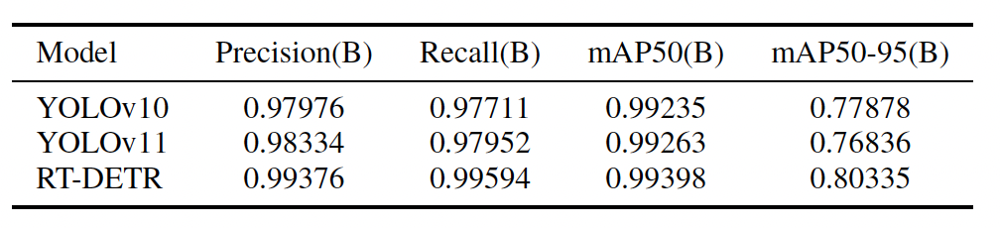 Model Precision(B) Recall(B) mAP50(B) mAP50-95(B)
YOLOv10 0.97976 0.97711 0.99235 0.77878
YOLOv11 0.98334 0.97952 0.99263 0.76836
RT-DETR 0.99376 0.99594 0.99398 0.80335